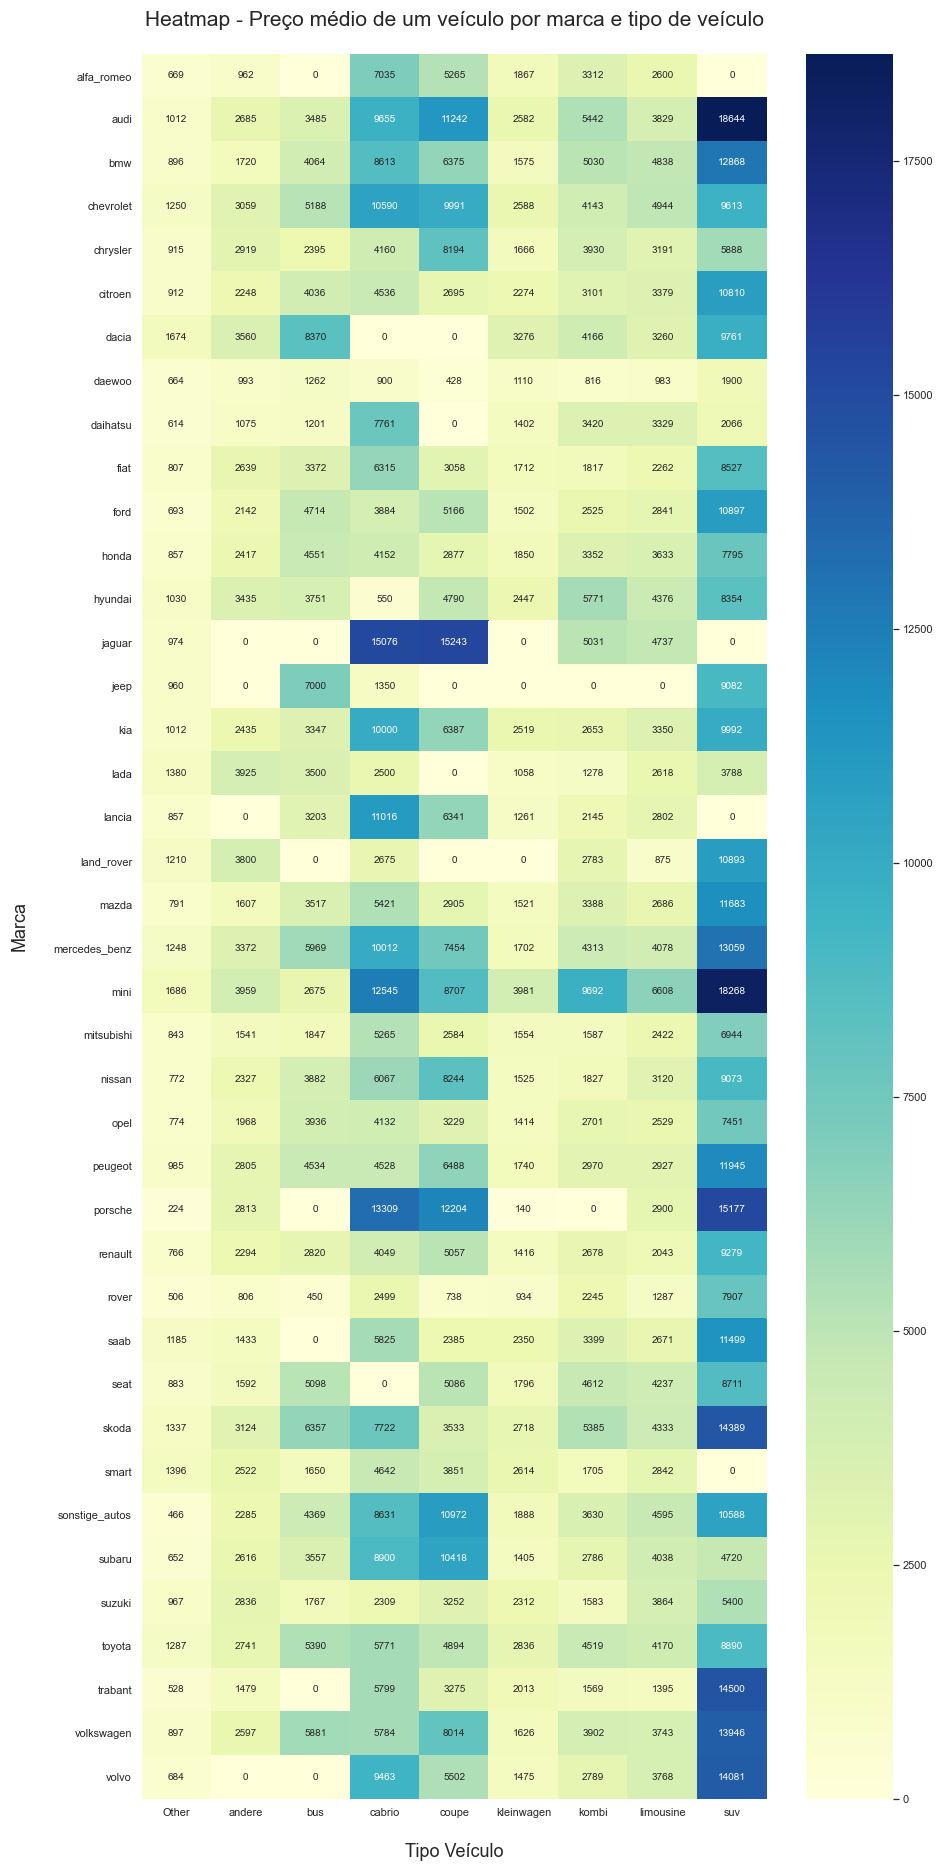 Heatmap - Preço médio de um veículo por marca e tipo de veículo
alfa_romeo 669 962 0 7035 5265 1867 3312 2600 0
audi 1012 2685 3485 9655 11242 2582 5442 3829 18644
bmw 896 1720 4064 8613 6375 1575 5030 4838 12868
17500
chevrolet 1250 3059 5188 10590 9991 2588 4143 4944 9613
chrysler 915 2919 2395 4160 8194 1666 3930 3191 5888
citroen 912 2248 4036 4536 2695 2274 3101 3379 10810
dacia 1674 3560 8370 0 0 3276 4166 3260 9761
daewoo 664 993 1262 900 428 1110 816 983 1900
15000
daihatsu 614 1075 1201 7761 0 1402 3420 3329 2066
fiat 807 2639 3372 6315 3058 1712 1817 2262 8527
ford 693 2142 4714 3884 5166 1502 2525 2841 10897
honda 857 2417 4551 4152 2877 1850 3352 3633 7795
hyundai 1030 3435 3751 550 4790 2447 5771 4376 8354
12500
jaguar 974 0 0 15076 15243 0 5031 4737 0
jeep 960 0 7000 1350 0 0 0 0 9082
kia 1012 2435 3347 10000 6387 2519 2653 3350 9992
lada 1380 3925 3500 2500 0 1058 1278 2618 3788
lancia 857 0 3203 11016 6341 1261 2145 2802 0
land_rover 1210 3800 0 2675 0 0 2783 875 10893
10000
mazda 791 1607 3517 5421 2905 1521 3388 2686 11683
Marca
mercedes_benz 1248 3372 5969 10012 7454 1702 4313 4078 13059
mini 1686 3959 2675 12545 8707 3981 9692 6608 18268
mitsubishi 843 1541 1847 5265 2584 1554 1587 2422 6944
nissan 772 2327 3882 6067 8244 1525 1827 3120 9073
7500
opel 774 1968 3936 4132 3229 1414 2701 2529 7451
peugeot 985 2805 4534 4528 6488 1740 2970 2927 11945
porsche 224 2813 0 13309 12204 140 0 2900 15177
renault 766 2294 2820 4049 5057 1416 2678 2043 9279
rover 506 806 450 2499 738 934 2245 1287 7907
5000
saab 1185 1433 0 5825 2385 2350 3399 2671 11499
seat 883 1592 5098 0 5086 1796 4612 4237 8711
skoda 1337 3124 6357 7722 3533 2718 5385 4333 14389
smart 1396 2522 1650 4642 3851 2614 1705 2842 0
sonstige_autos 466 2285 4369 8631 10972 1888 3630 4595 10588
subaru 652 2616 3557 8900 10418 1405 2786 4038 4720
2500
suzuki 967 2836 1767 2309 3252 2312 1583 3864 5400
toyota 1287 2741 5390 5771 4894 2836 4519 4170 8890
trabant 528 1479 0 5799 3275 2013 1569 1395 14500
volkswagen 897 2597 5881 5784 8014 1626 3902 3743 13946
volvo 684 0 0 9463 5502 1475 2789 3768 14081
0
Other andere bus cabrio coupe kleinwagen kombi limousine suv
Tipo Veículo